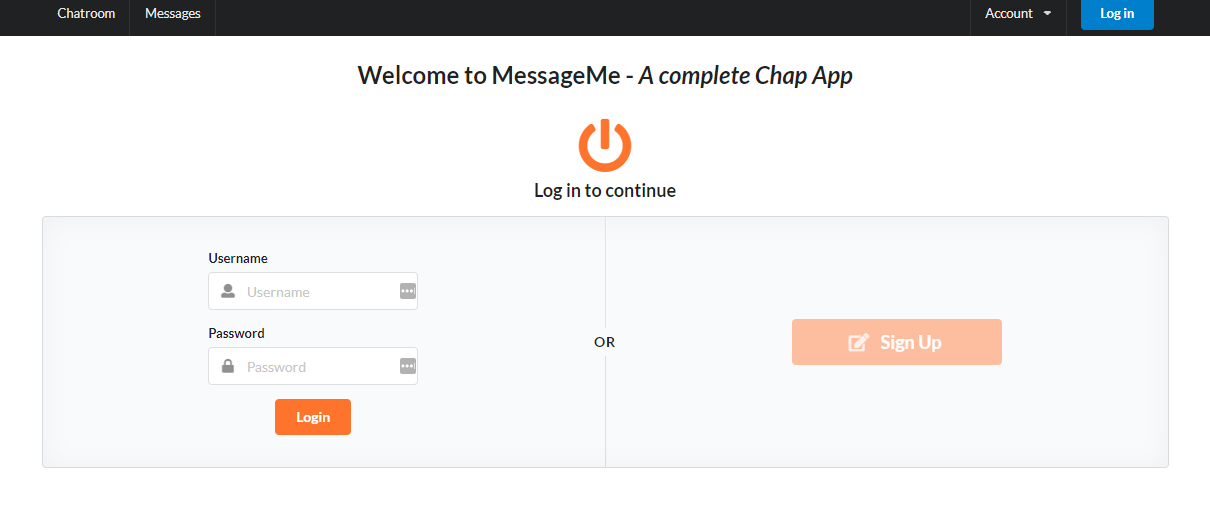 Chatroom Messages Account Log in
Welcome to MessageMe - A complete Chap App
Log in to continue
Username
Username
Password
Password
Login
OR
Sign Up